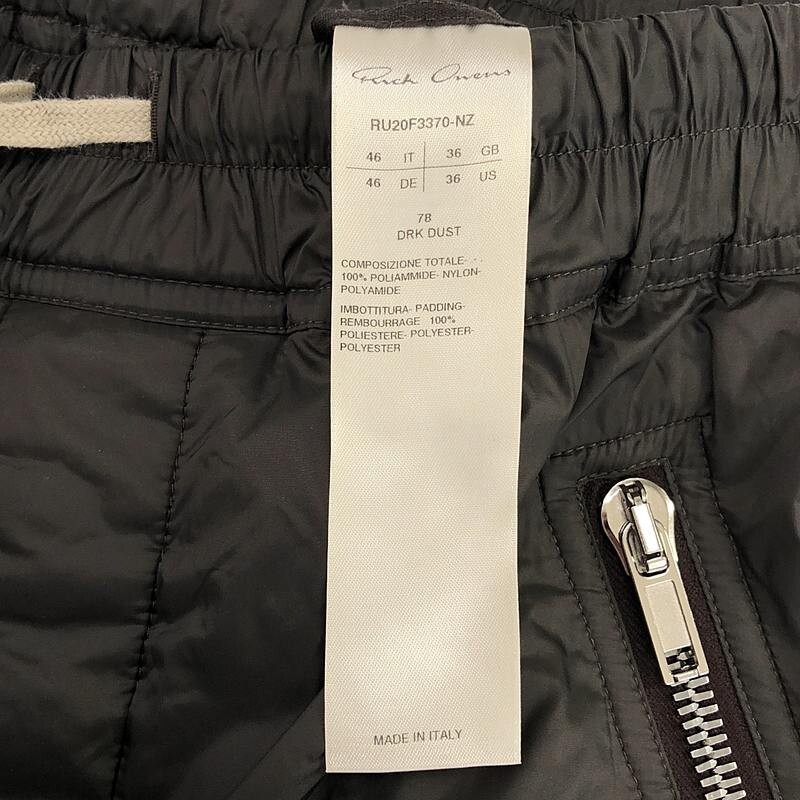 Rick Owens
RU20F3370-NZ
46 IT 36 GB
46 DE 36 US
78
DRK DUST
COMPOSIZIONE TOTALE-
100% POLIAMMIDE- NYLON-
POLYAMIDE
IMBOTTITURA- PADDING-
REMBOURRAGE 100%
POLIESTERE- POLYESTER-
POLYESTER
MADE IN ITALY